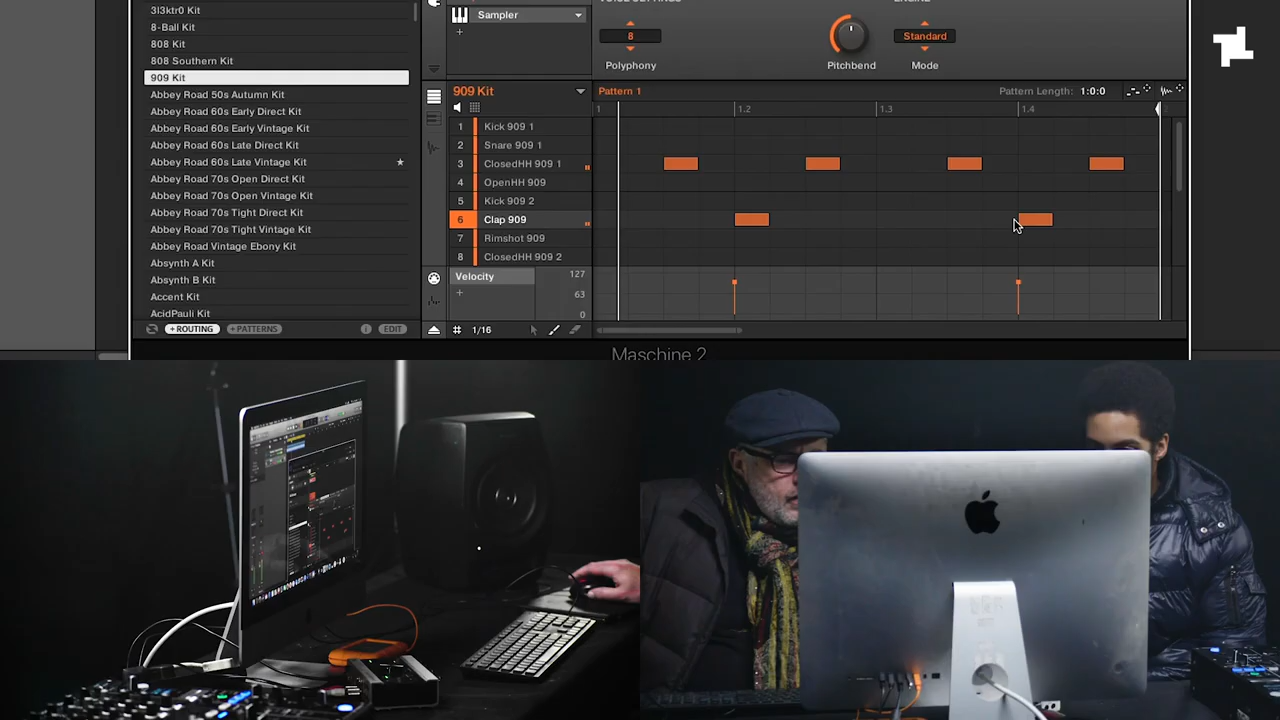 3l3ktr0 Kit
8-Ball Kit
808 Kit
808 Southern Kit
909 Kit
Abbey Road 50s Autumn Kit
Abbey Road 60s Early Direct Kit
Abbey Road 60s Early Vintage Kit
Abbey Road 60s Late Direct Kit
Abbey Road 60s Late Vintage Kit
Abbey Road 70s Open Direct Kit
Abbey Road 70s Open Vintage Kit
Abbey Road 70s Tight Direct Kit
Abbey Road 70s Tight Vintage Kit
Abbey Road Vintage Ebony Kit
Absynth A Kit
Absynth B Kit
Accent Kit
AcidPauli Kit
+ROUTING +PATTERNS EDIT
Sampler
8
Polyphony
Pitchbend
Standard
Mode
909 Kit
Pattern 1 Pattern Length: 1:0:0
1 1.2 1.3 1.4 2
1 Kick 909 1
2 Snare 909 1
3 ClosedHH 909 1
4 OpenHH 909
5 Kick 909 2
6 Clap 909
7 Rimshot 909
8 ClosedHH 909 2
Velocity 127
63
0
1/16
Maschine 2